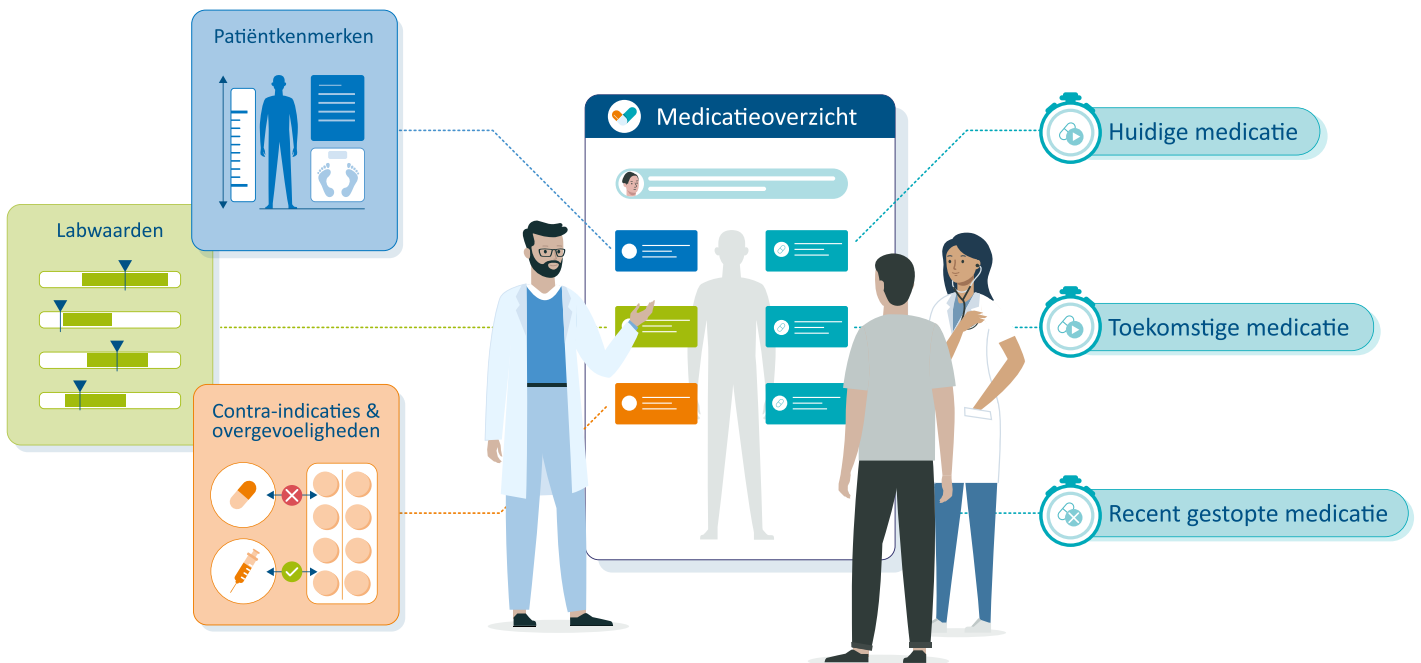 Patiëntkenmerken
Labwaarden
Contra-indicaties &
overgevoeligheden
Medicatieoverzicht
Huidige medicatie
Toekomstige medicatie
Recent gestopte medicatie